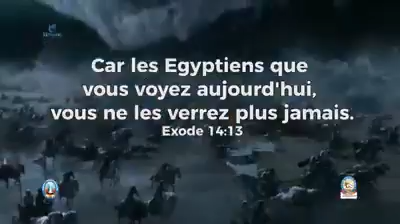 Car les Egyptiens que
vous voyez aujourd'hui,
vous ne les verrez plus jamais.
Exode 14:13